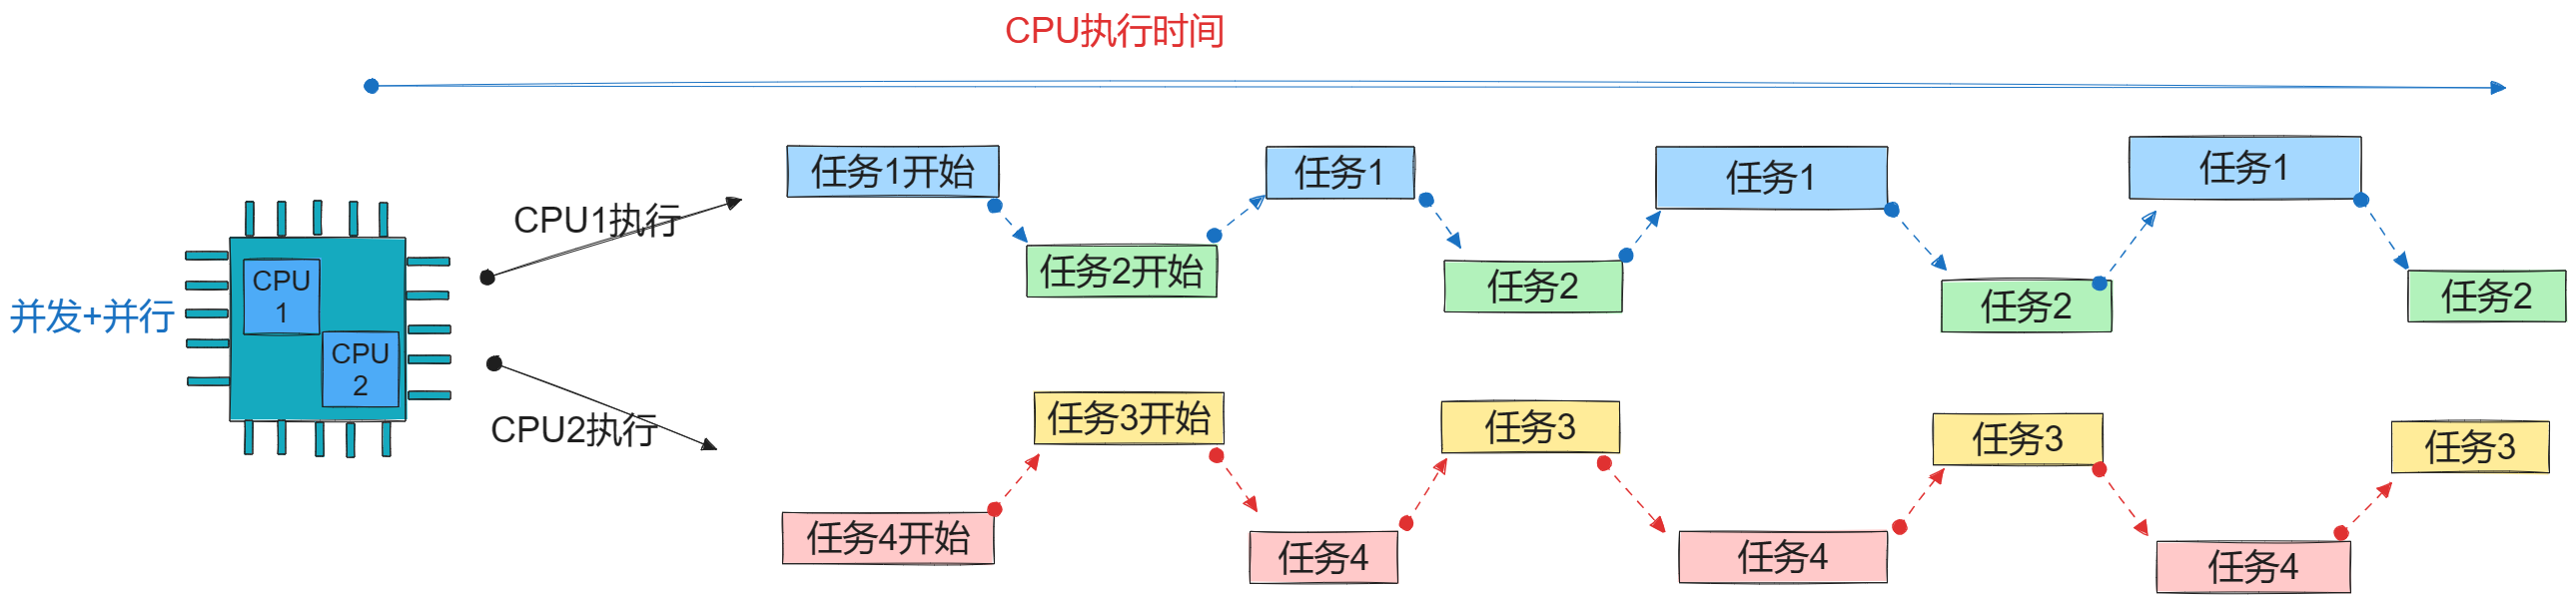 CPU执行时间
并发+并行
CPU
1
CPU
2
CPU1执行
CPU2执行
任务1开始
任务2开始
任务1
任务2
任务1
任务2
任务1
任务2
任务4开始
任务3开始
任务4
任务3
任务4
任务3
任务4
任务3